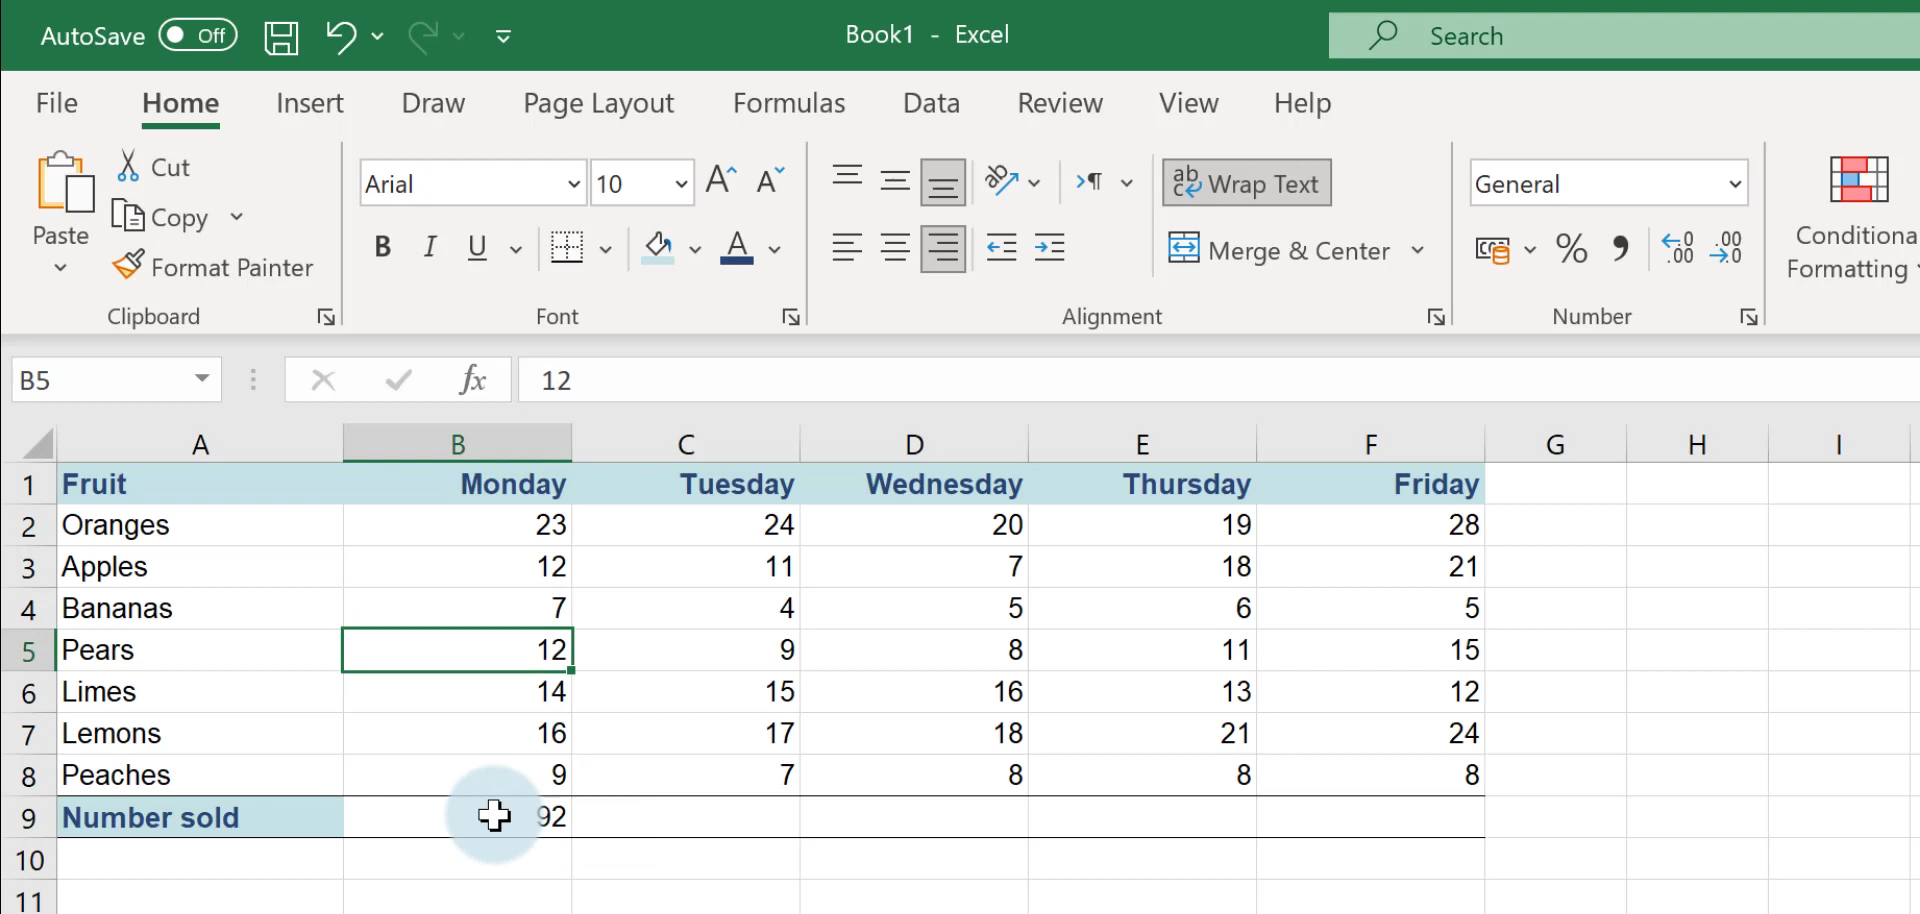 AutoSave Off Book1 - Excel Search
File Home Insert Draw Page Layout Formulas Data Review View Help
Paste Cut Copy Format Painter
Clipboard
Arial 10 A A
B I U A
Font
ab Wrap Text
Merge & Center
Alignment
General
% , .00 .00
Number
Conditiona
Formatting
B5 fx 12
A B C D E F G H I
1 Fruit Monday Tuesday Wednesday Thursday Friday
2 Oranges 23 24 20 19 28
3 Apples 12 11 7 18 21
4 Bananas 7 4 5 6 5
5 Pears 12 9 8 11 15
6 Limes 14 15 16 13 12
7 Lemons 16 17 18 21 24
8 Peaches 9 7 8 8 8
9 Number sold 92
10
11